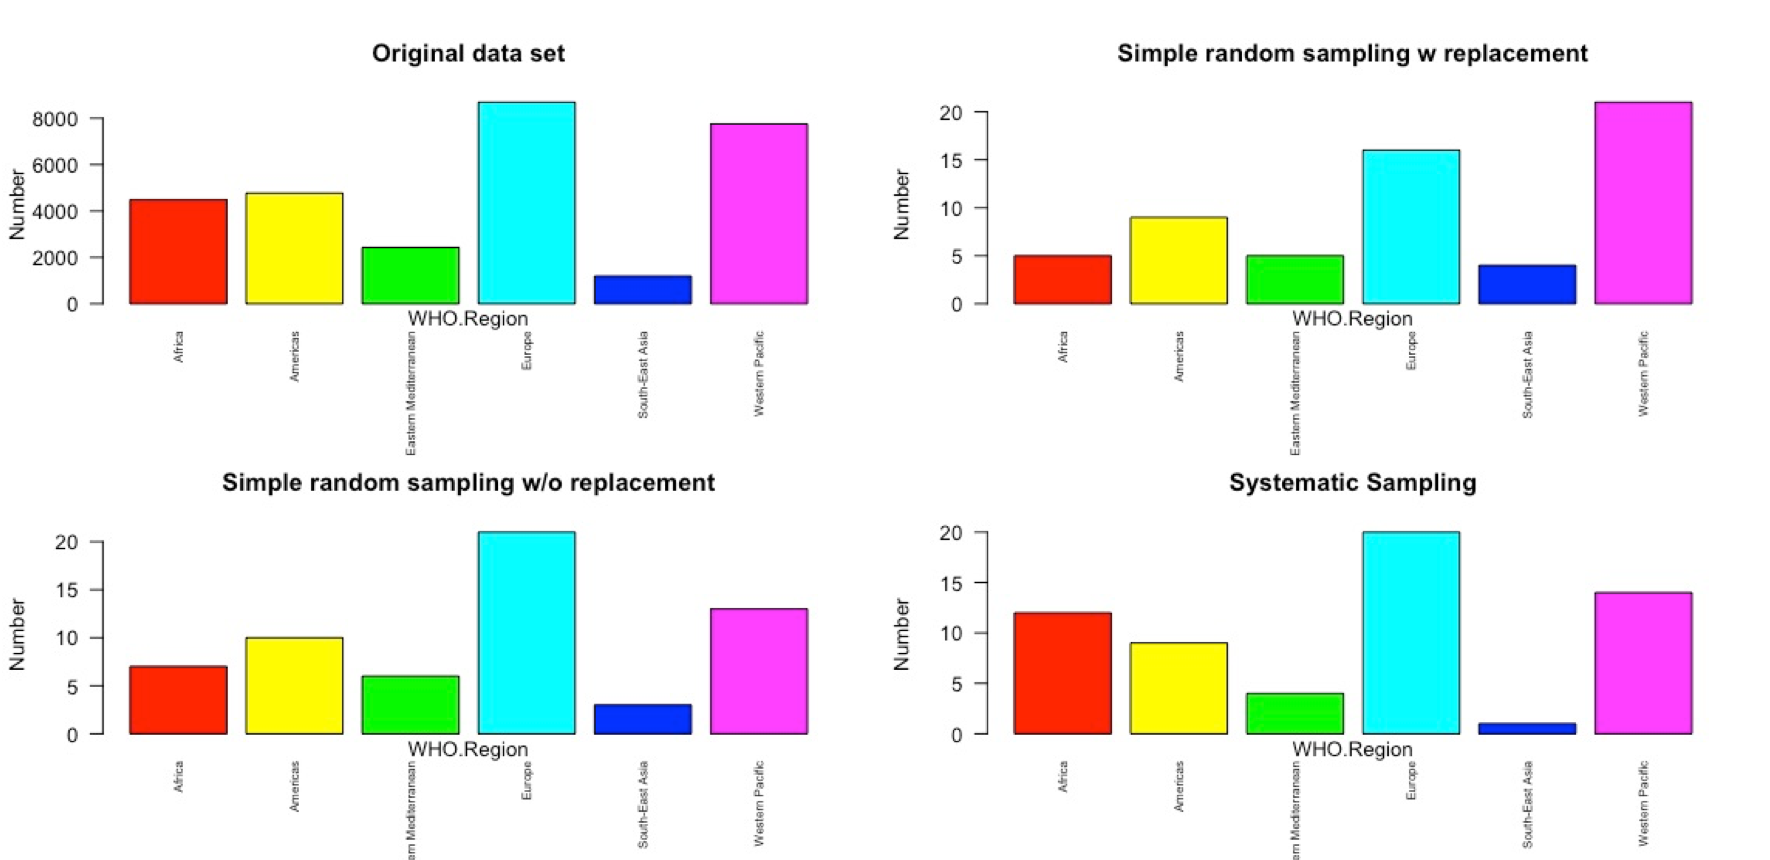 Original data set
Number
8000
6000
4000
2000
0
WHO.Region
Africa
Americas
Eastern Mediterranean
Europe
South-East Asia
Western Pacific
Simple random sampling w replacement
Number
20
15
10
5
0
WHO.Region
Africa
Americas
Eastern Mediterranean
Europe
South-East Asia
Western Pacific
Simple random sampling w/o replacement
Number
20
15
10
5
0
WHO.Region
Africa
Americas
ern Mediterranean
Europe
South-East Asia
Western Pacific
Systematic Sampling
Number
20
15
10
5
0
WHO.Region
Africa
Americas
ern Mediterranean
Europe
South-East Asia
Western Pacific